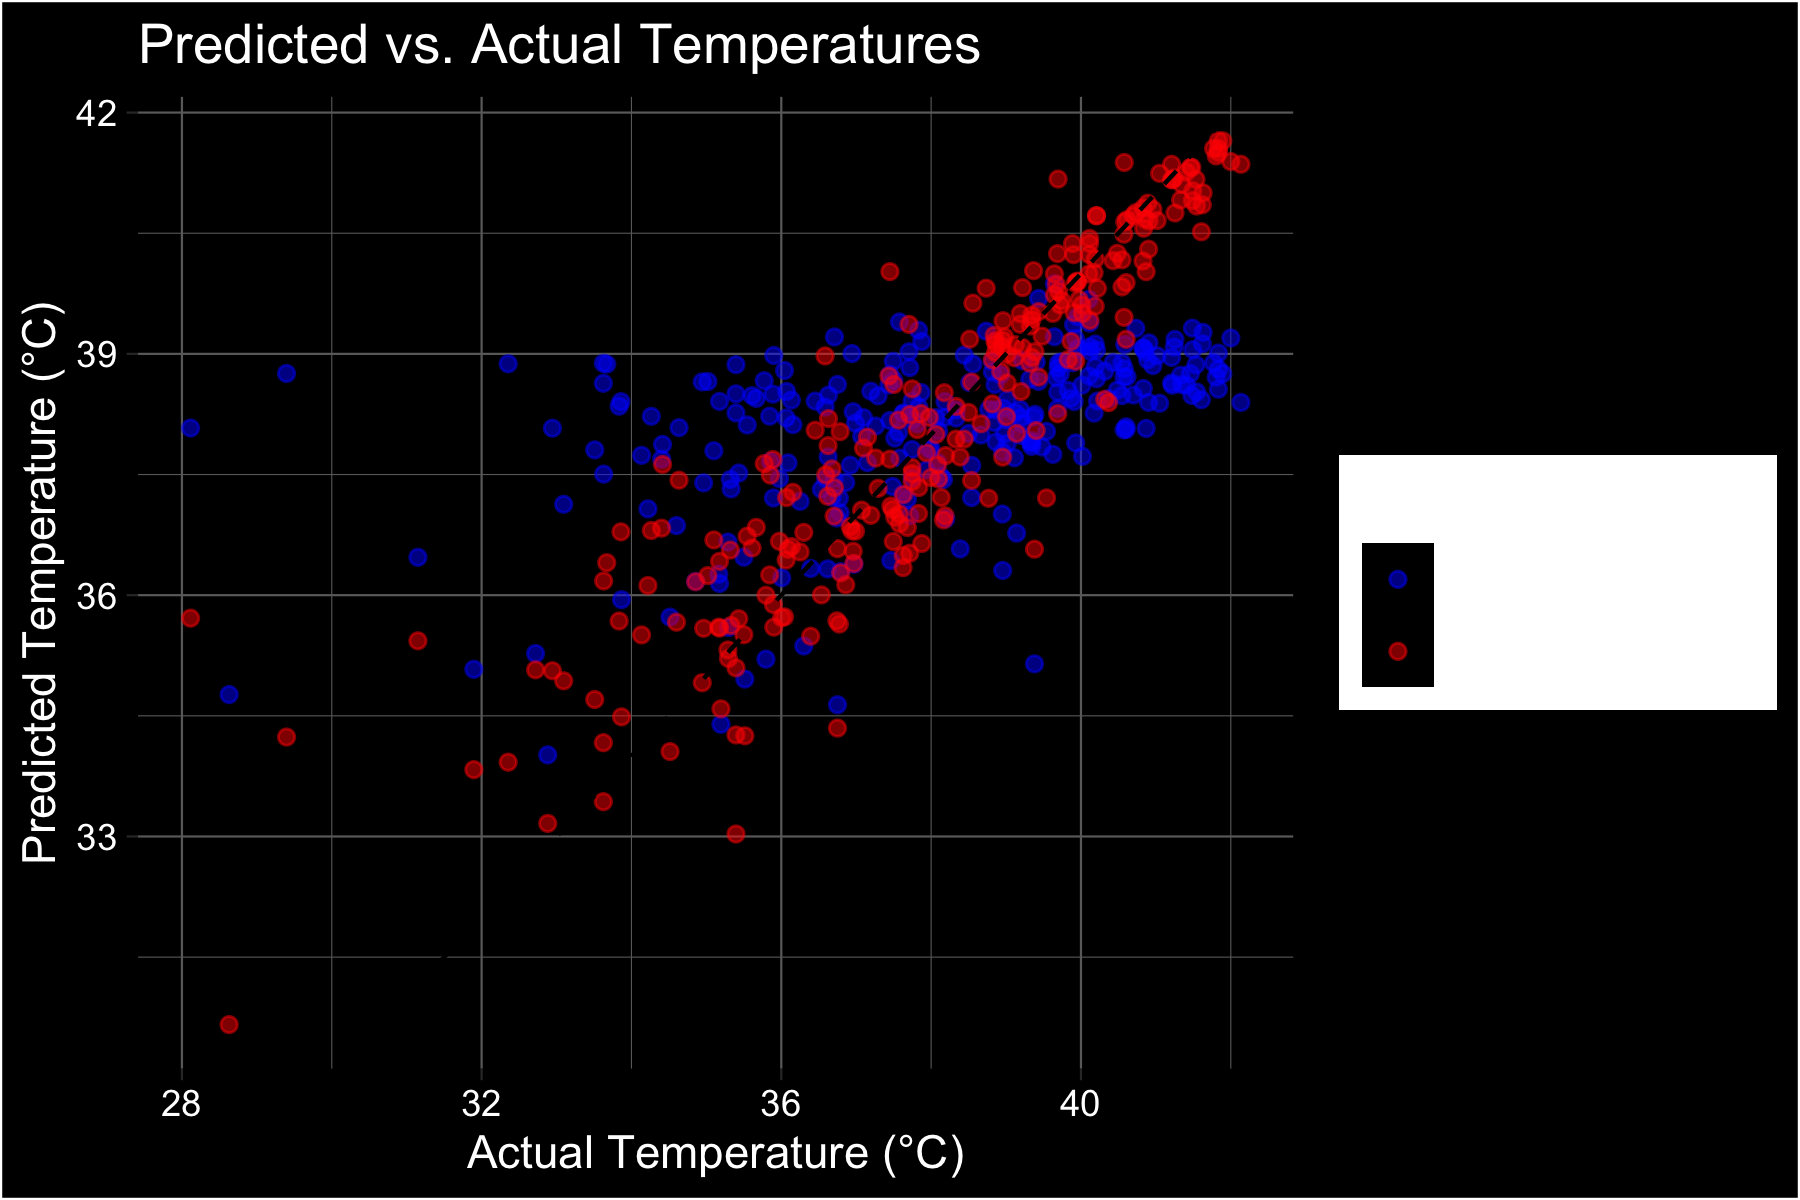 Predicted vs. Actual Temperatures
42
39
36
33
Predicted Temperature (°C)
28 32 36 40
Actual Temperature (°C)